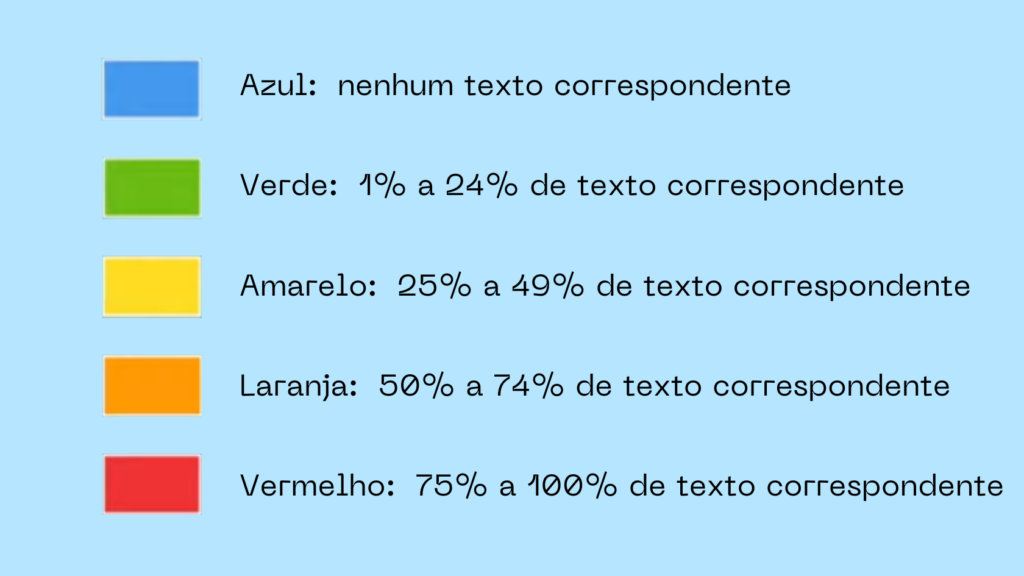 Azul: nenhum texto correspondente
Verde: 1% a 24% de texto correspondente
Amarelo: 25% a 49% de texto correspondente
Laranja: 50% a 74% de texto correspondente
Vermelho: 75% a 100% de texto correspondente